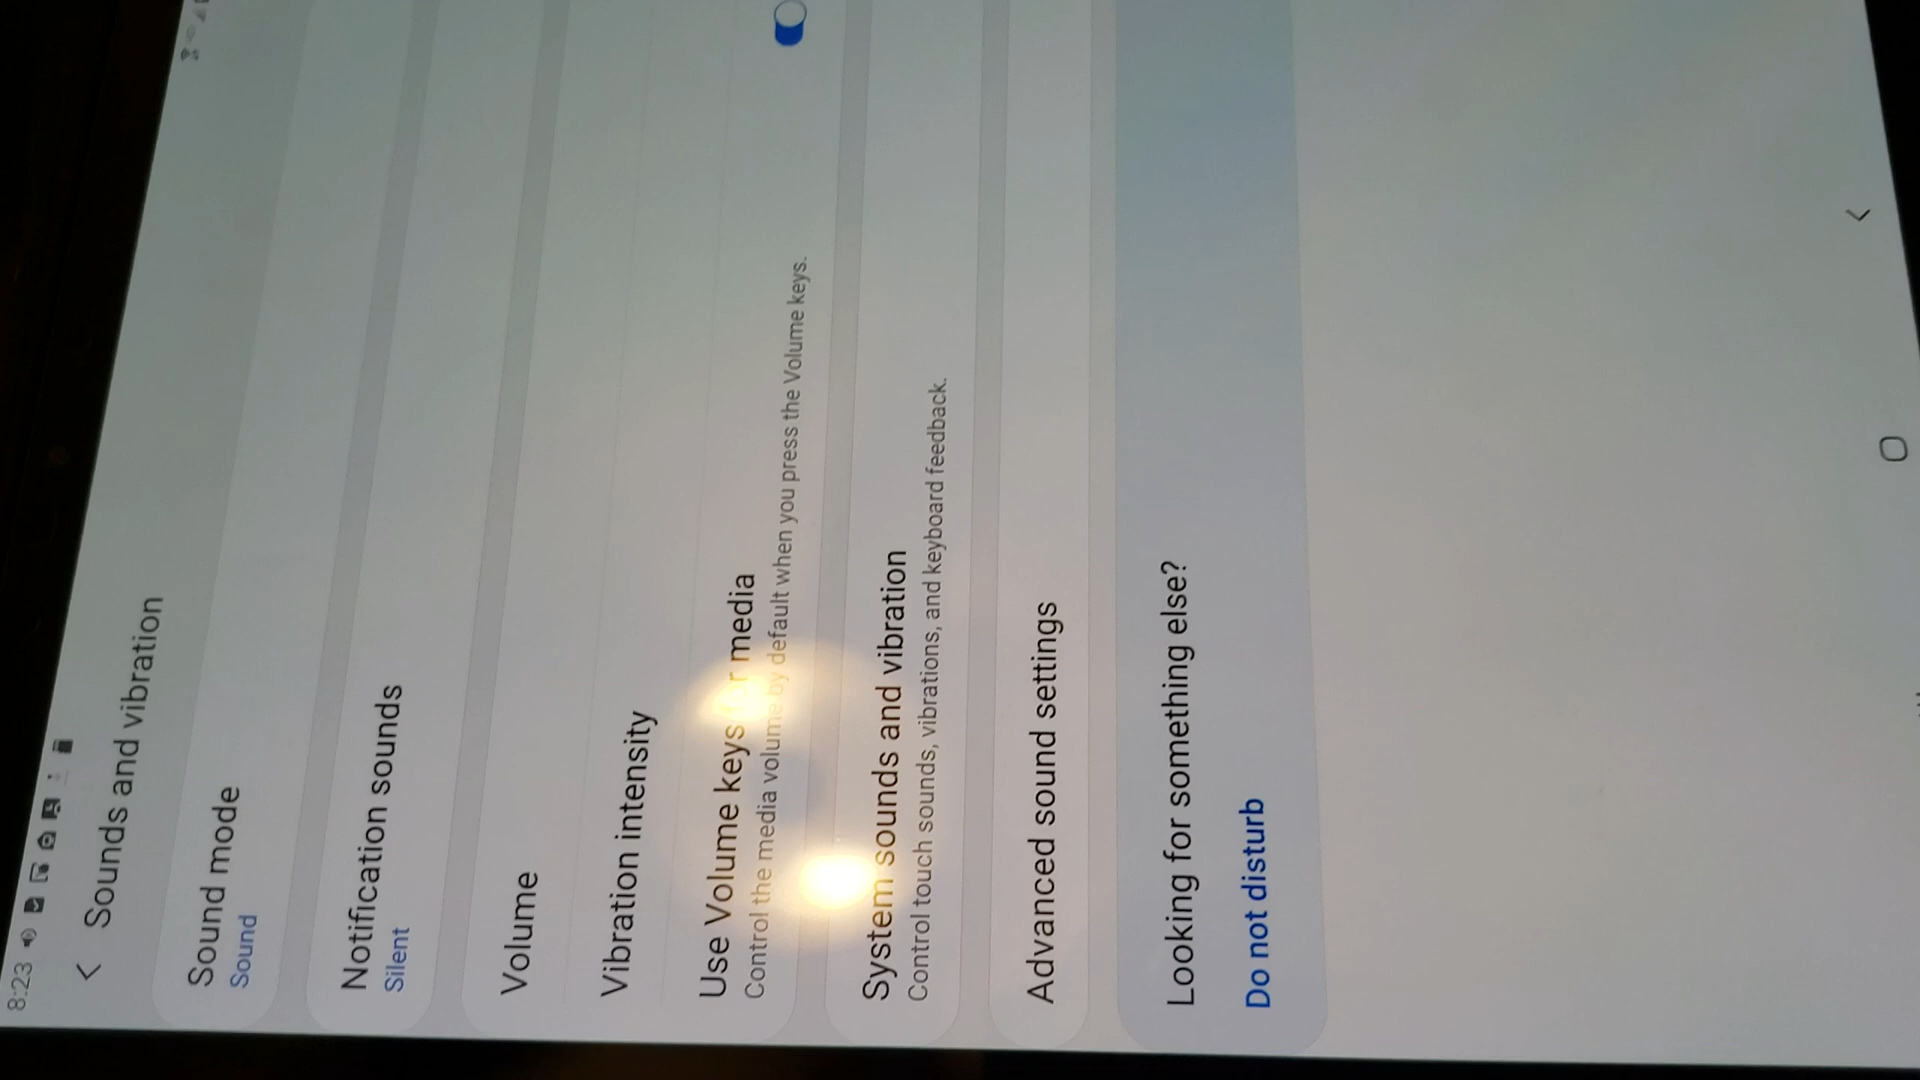 8:23
Sounds and vibration
Sound mode
Sound
Notification sounds
Silent
Volume
Vibration intensity
Use Volume keys for media
Control the media volume by default when you press the Volume keys.
System sounds and vibration
Control touch sounds, vibrations, and keyboard feedback.
Advanced sound settings
Looking for something else?
Do not disturb